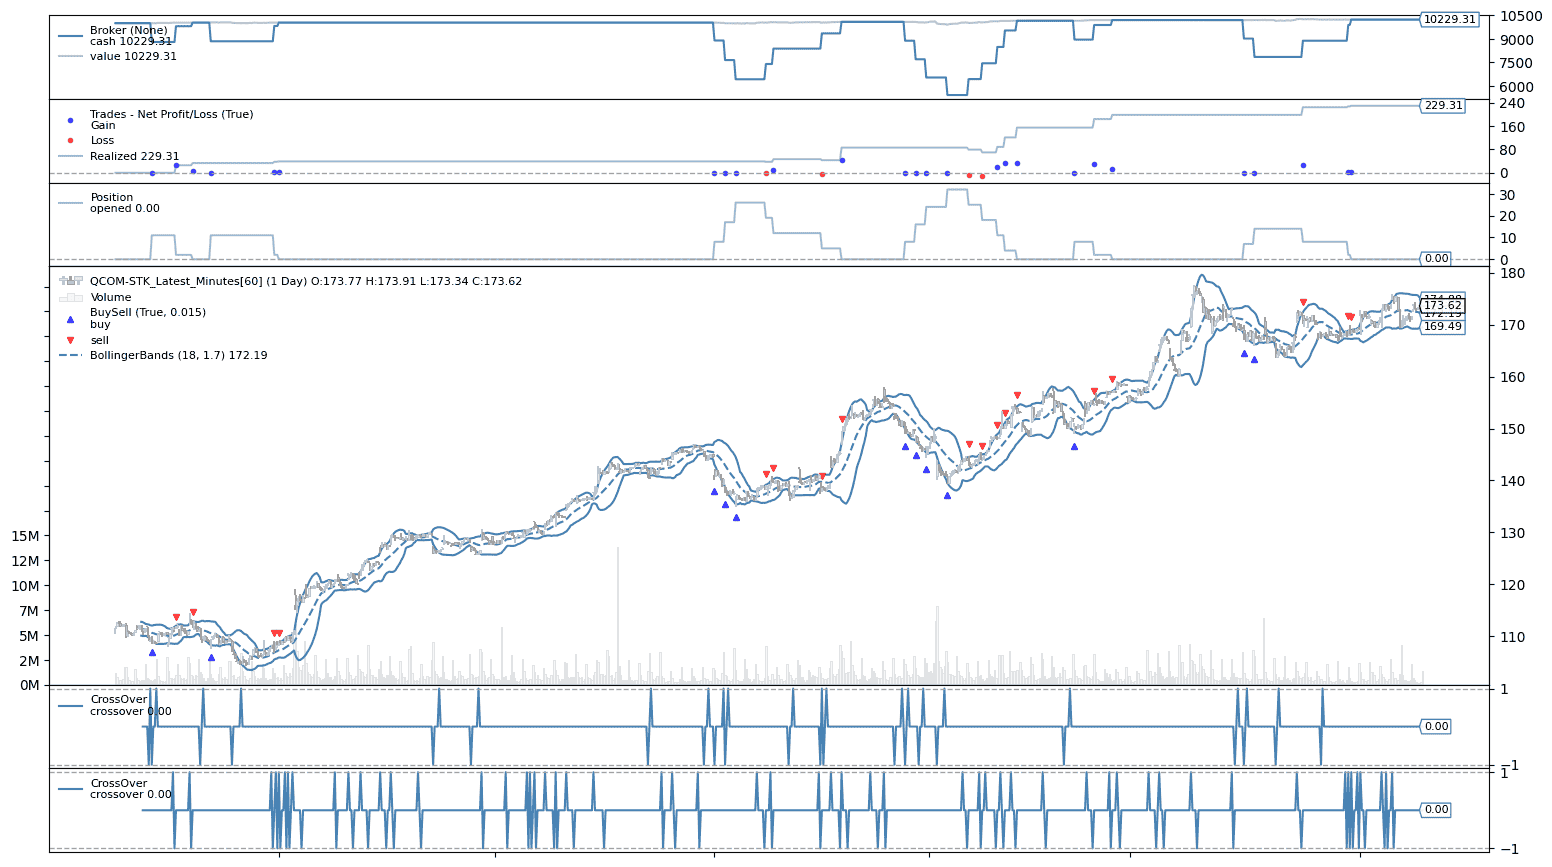 Broker (None)
cash 10229.31
value 10229.31
10229.31
10500
9000
7500
6000
Trades - Net Profit/Loss (True)
Gain
Loss
Realized 229.31
229.31
240
160
80
0
Position
opened 0.00
0.00
30
20
10
0
QCOM-STK_Latest_Minutes[60] (1 Day) O:173.77 H:173.91 L:173.34 C:173.62
Volume
BuySell (True, 0.015)
buy
sell
BollingerBands (18, 1.7) 172.19
173.62
169.49
180
170
160
150
140
130
120
110
15M
12M
10M
7M
5M
2M
0M
CrossOver
crossover 0.00
0.00
1
−1
CrossOver
crossover 0.00
0.00
1
−1